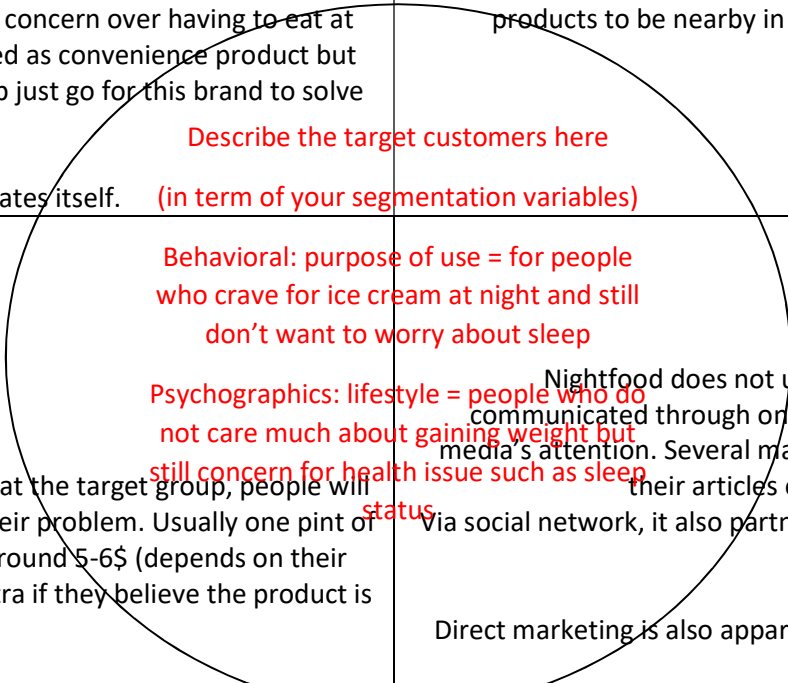 concern over having to eat at
ed as convenience product but
just go for this brand to solve
products to be nearby in
Describe the target customers here
ates itself.
(in term of your segmentation variables)
Behavioral: purpose of use = for people
who crave for ice cream at night and still
don't want to worry about sleep
Psychographics: lifestyle = people who do
not care much about gaining weight but
still concern for health issue such as sleep
status
at the target group, people will
eir problem. Usually one pint of
round 5-6$ (depends on their
tra if they believe the product is
Nightfood does not u
communicated through on
media's attention. Several ma
their articles
Via social network, it also partn
Direct marketing is also appar